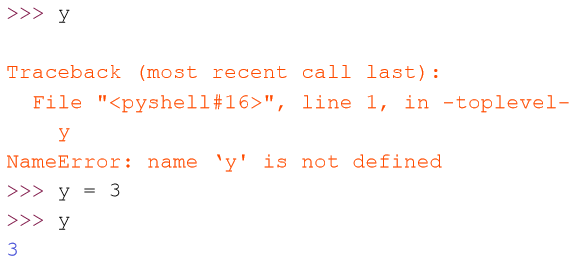 >>> y
Traceback (most recent call last):
File "<pyshell#16>", line 1, in -toplevel-
y
NameError: name ‘y' is not defined
>>> y = 3
>>> y
3